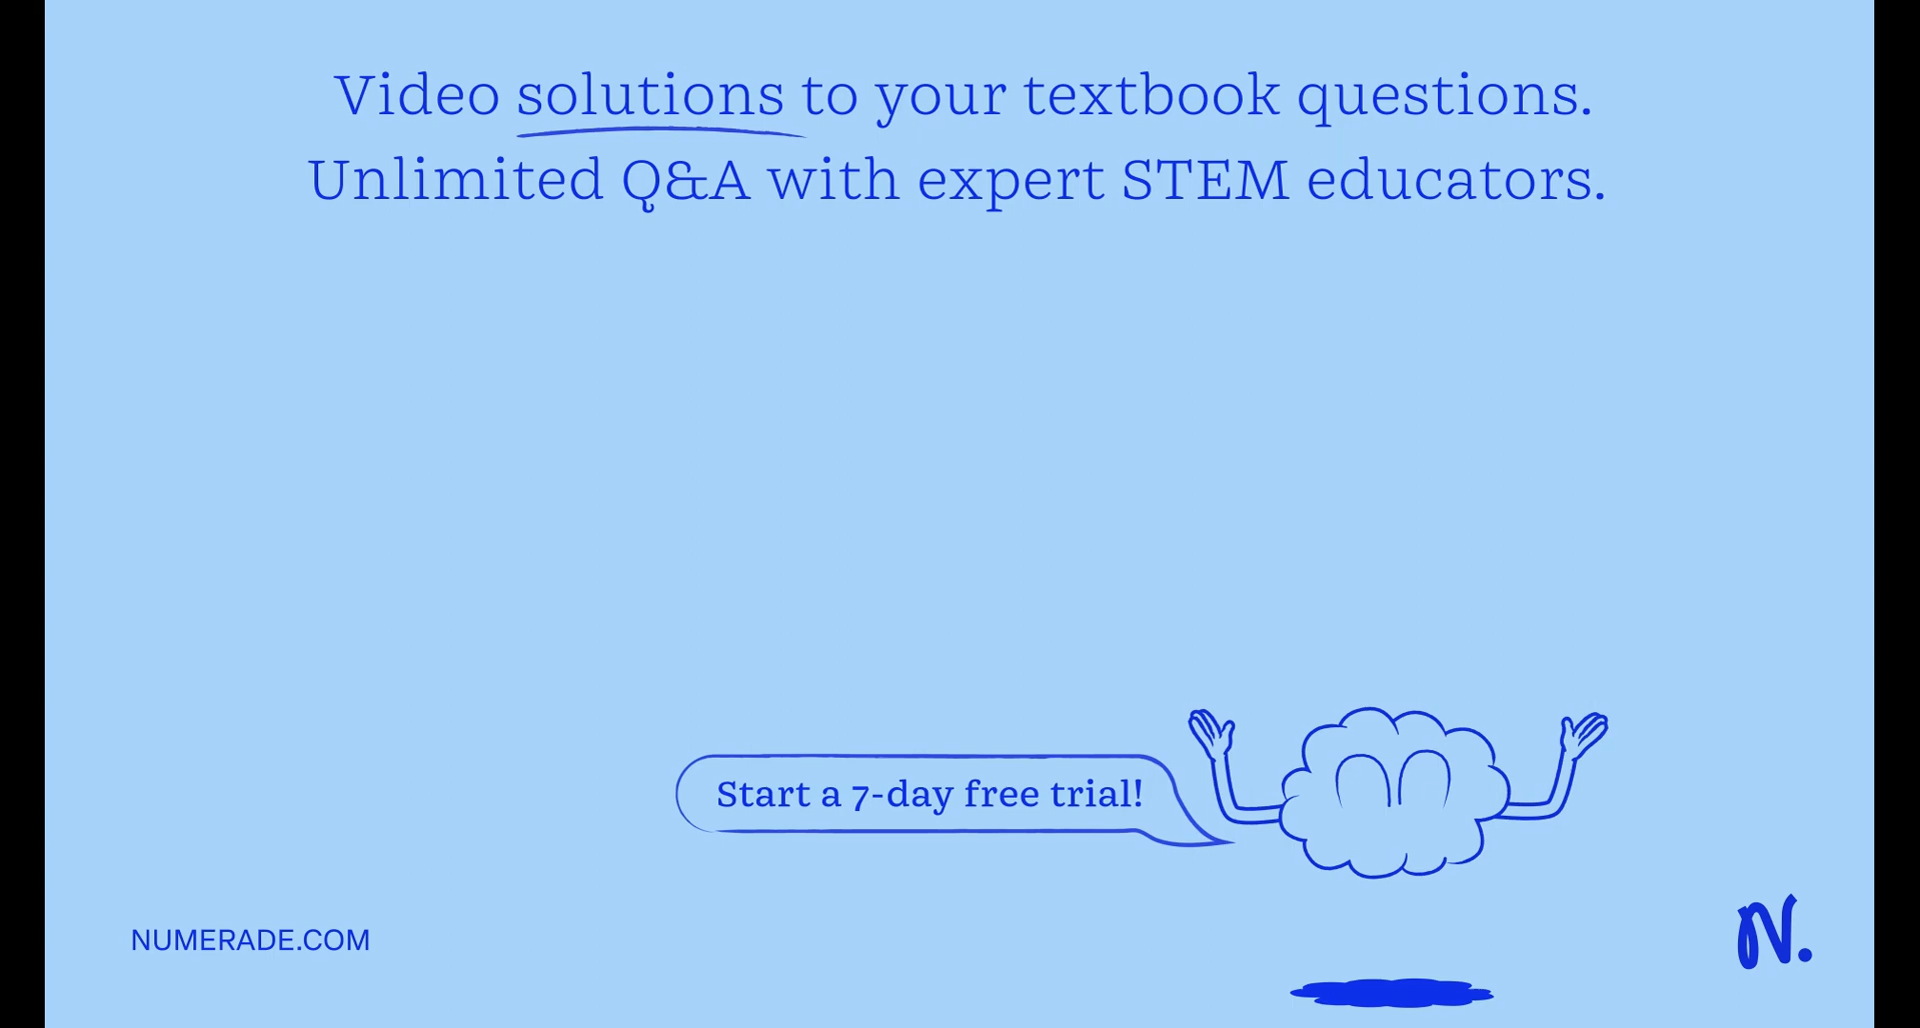 Video solutions to your textbook questions.
Unlimited Q&A with expert STEM educators.
Start a 7-day free trial!
NUMERADE.COM
N.